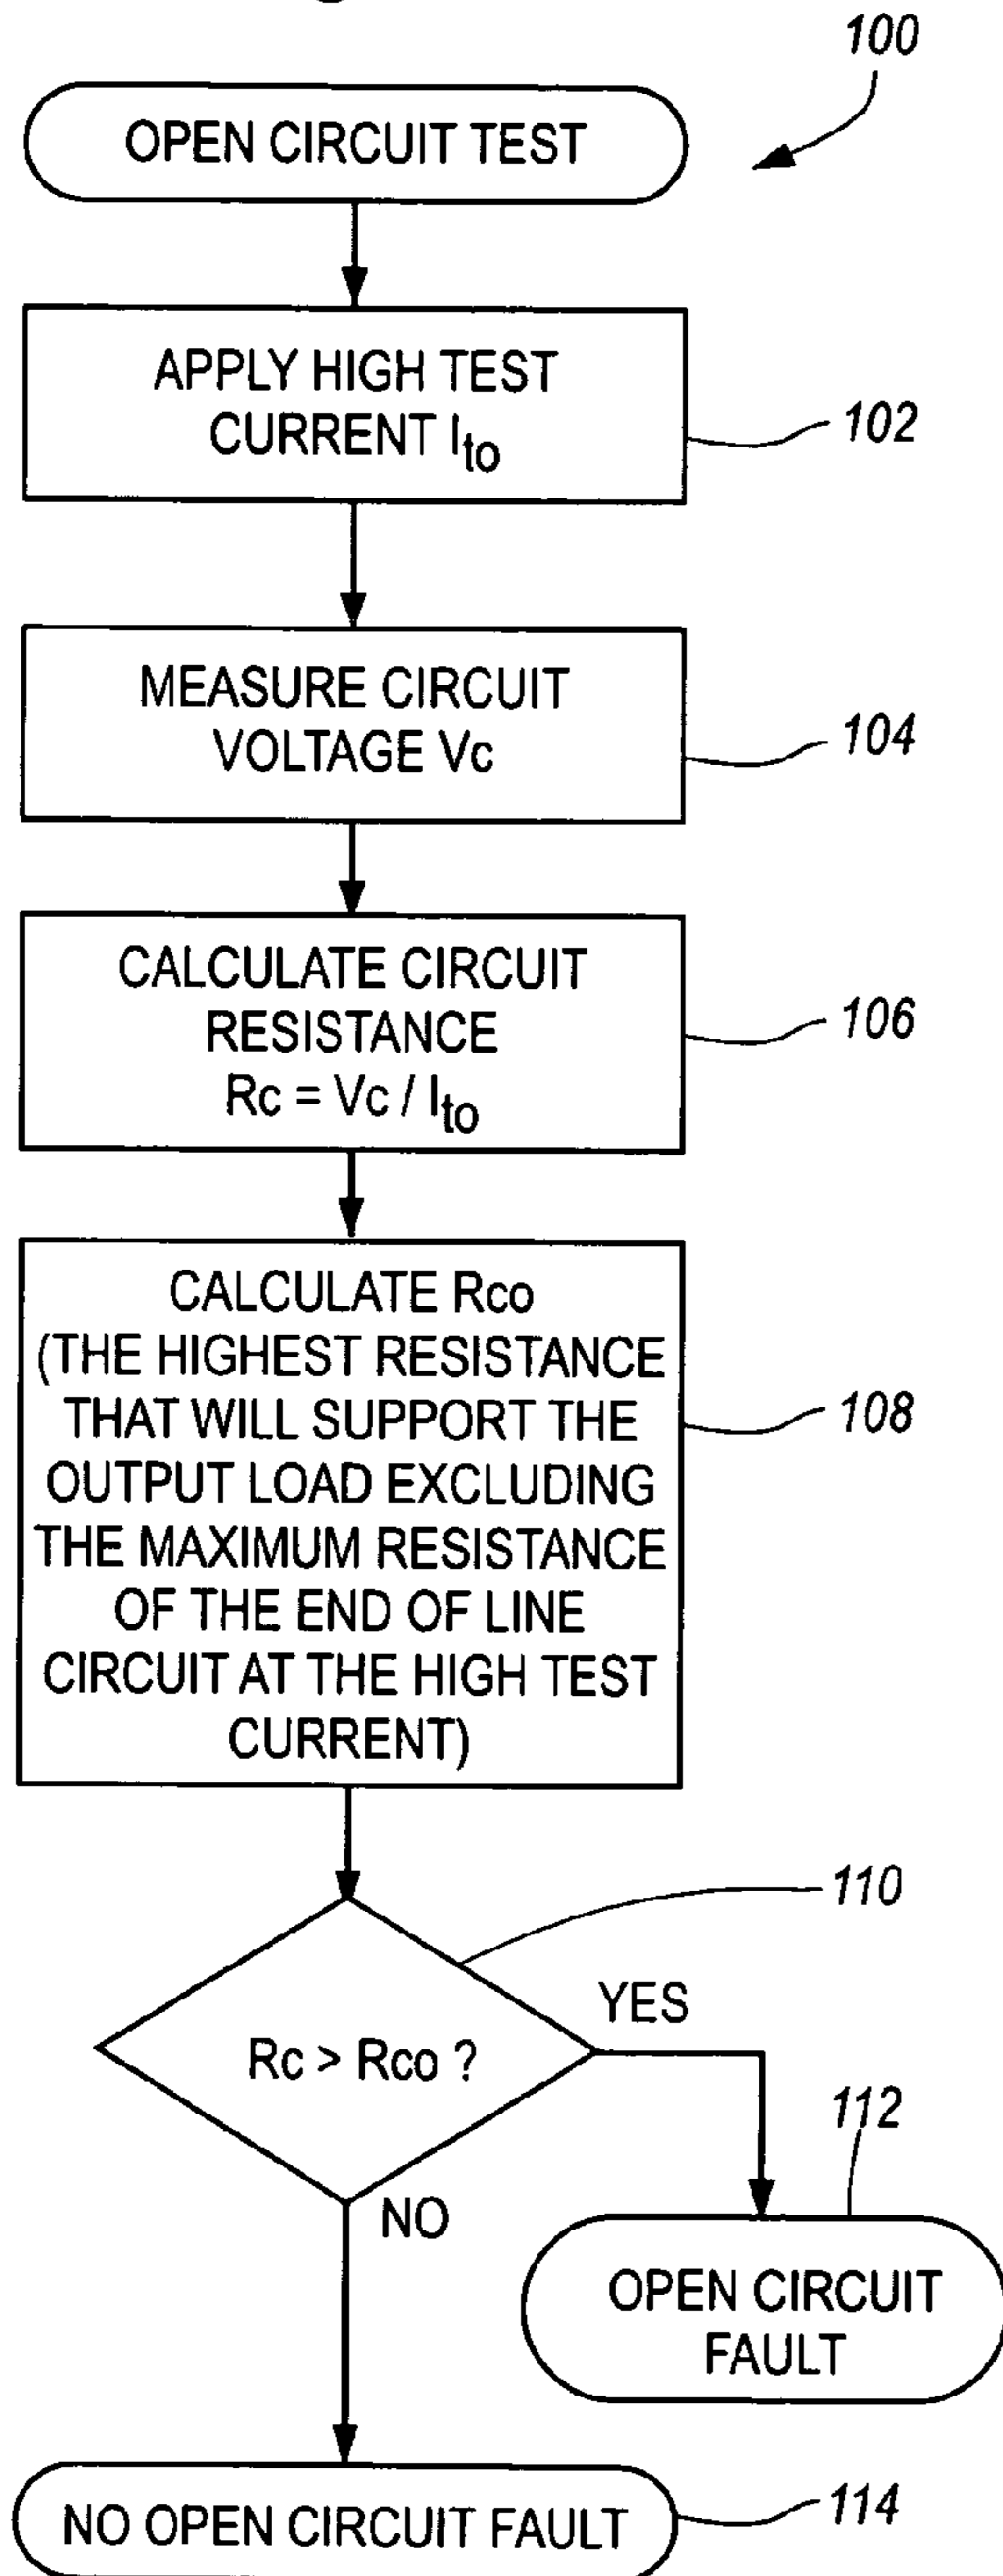 100
OPEN CIRCUIT TEST
APPLY HIGH TEST
CURRENT Ito
102
MEASURE CIRCUIT
VOLTAGE Vc
104
CALCULATE CIRCUIT
RESISTANCE
Rc = Vc / Ito
106
CALCULATE Rco
(THE HIGHEST RESISTANCE
THAT WILL SUPPORT THE
OUTPUT LOAD EXCLUDING
THE MAXIMUM RESISTANCE
OF THE END OF LINE
CIRCUIT AT THE HIGH TEST
CURRENT)
108
110
Rc > Rco ?
YES
NO
112
OPEN CIRCUIT
FAULT
NO OPEN CIRCUIT FAULT
114